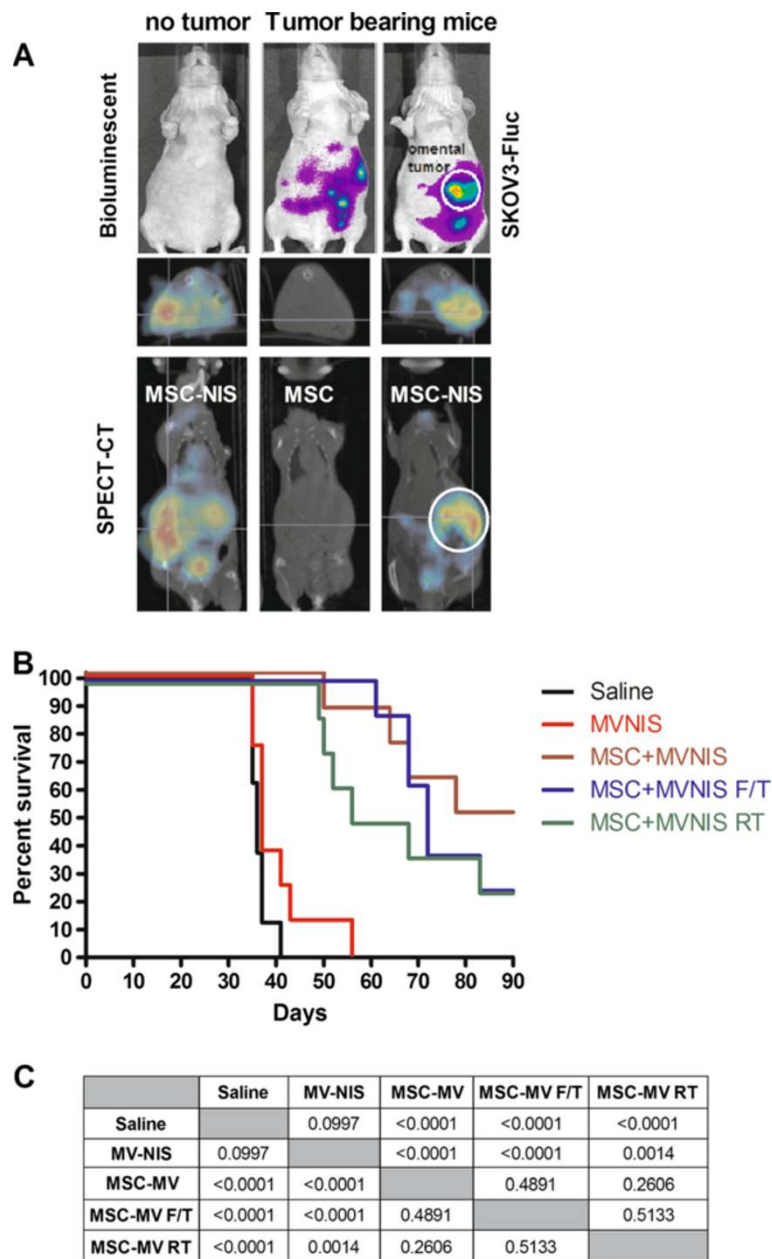 no tumor Tumor bearing mice
A
Bioluminescent
omental
tumor
SKOV3-Fluc
SPECT-CT
MSC-NIS MSC MSC-NIS
B
Percent survival
100
90
80
70
60
50
40
30
20
10
0
0 10 20 30 40 50 60 70 80 90
Days
Saline
MVNIS
MSC+MVNIS
MSC+MVNIS F/T
MSC+MVNIS RT
C
Saline MV-NIS MSC-MV MSC-MV F/T MSC-MV RT
Saline 0.0997 <0.0001 <0.0001 <0.0001
MV-NIS 0.0997 <0.0001 <0.0001 0.0014
MSC-MV <0.0001 <0.0001 0.4891 0.2606
MSC-MV F/T <0.0001 <0.0001 0.4891 0.5133
MSC-MV RT <0.0001 0.0014 0.2606 0.5133